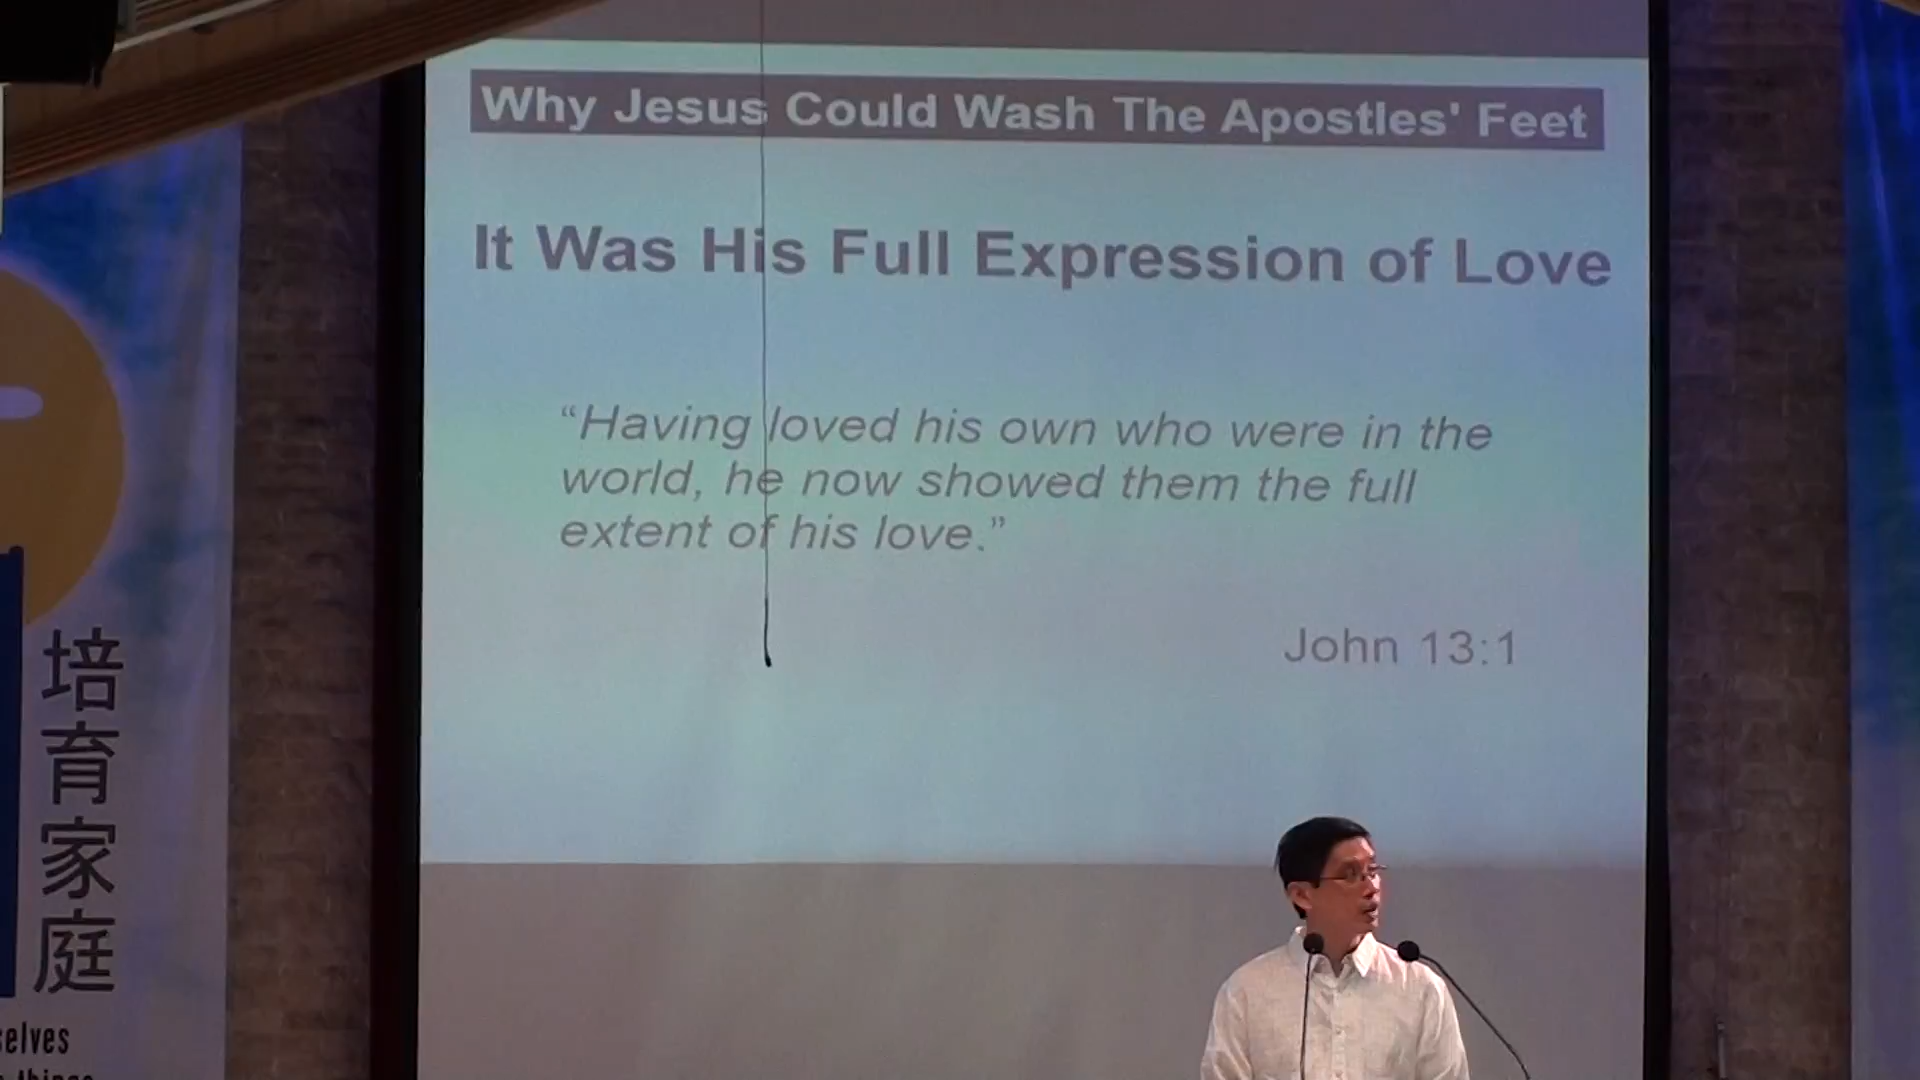 Why Jesus Could Wash The Apostles' Feet
It Was His Full Expression of Love
“Having loved his own who were in the
world, he now showed them the full
extent of his love.”
John 13:1
培育家庭
selves
things